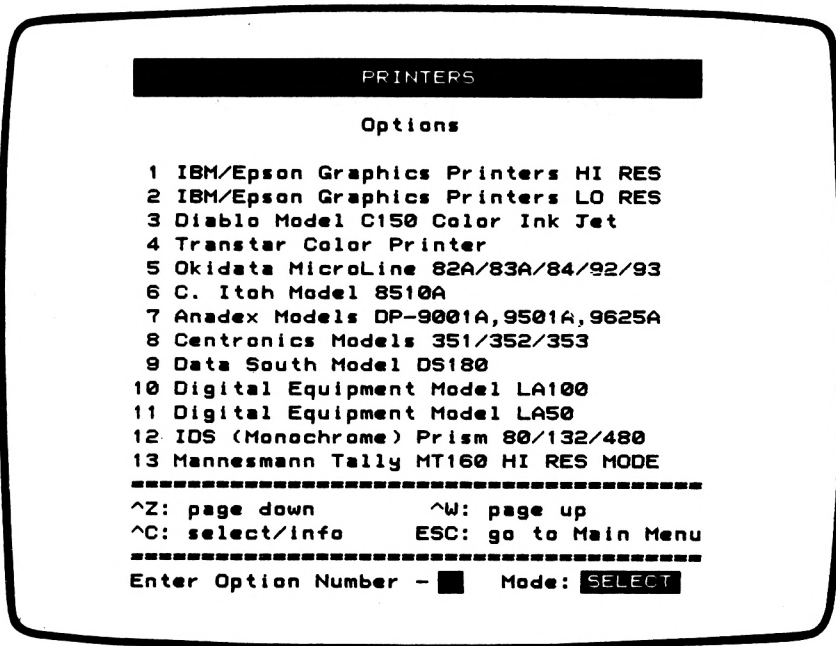 PRINTERS
Options
1 IBM/Epson Graphics Printers HI RES
2 IBM/Epson Graphics Printers LO RES
3 Diablo Model C150 Color Ink Jet
4 Transtar Color Printer
5 Okidata MicroLine 82A/83A/84/92/93
6 C. Itoh Model 8510A
7 Anadex Models DP-9001A,9501A,9625A
8 Centronics Models 351/352/353
9 Data South Model DS180
10 Digital Equipment Model LA100
11 Digital Equipment Model LA50
12 IDS (Monochrome) Prism 80/132/480
13 Mannesmann Tally MT160 HI RES MODE
^Z: page down ^W: page up
^C: select/info ESC: go to Main Menu
Enter Option Number - Mode: SELECT